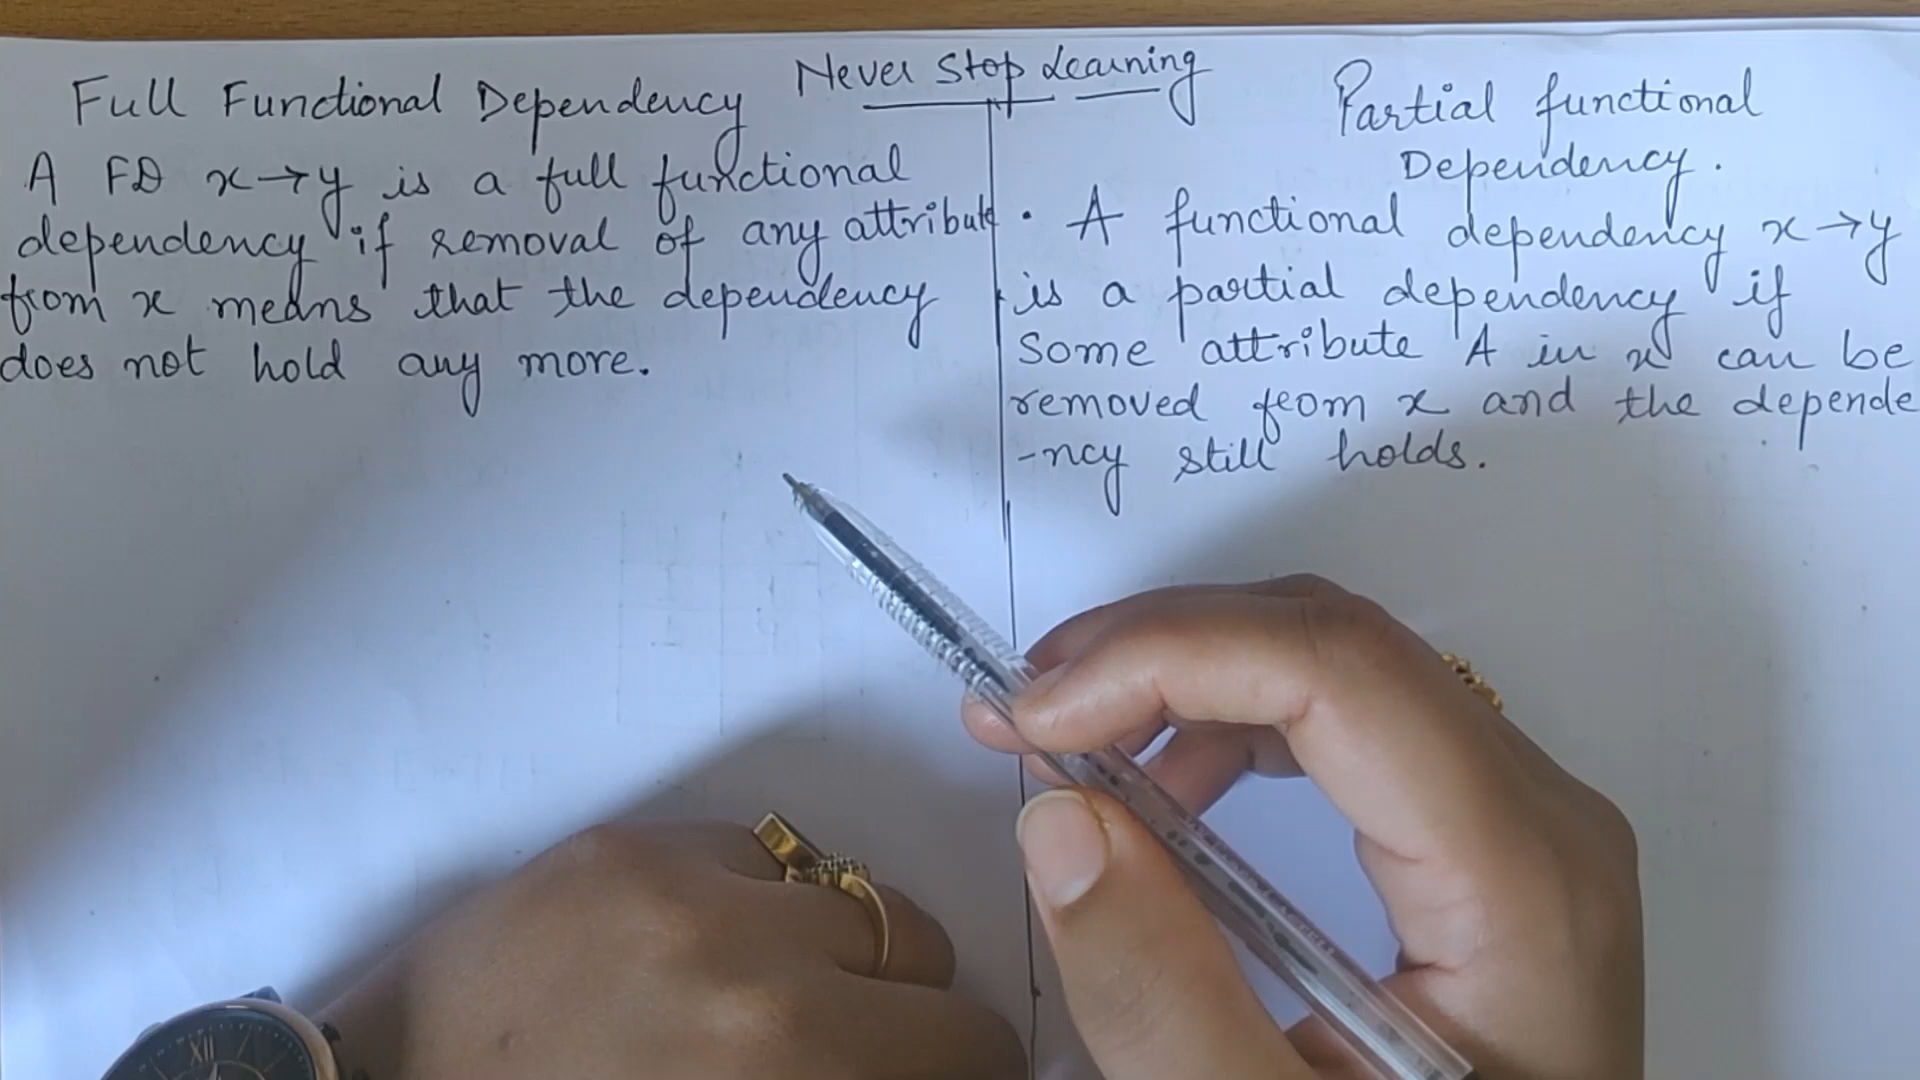 Never Stop Learning
Full Functional Dependency
A FD x→y is a full functional
dependency if removal of any attribute
from x means that the dependency
does not hold any more.
Partial functional
Dependency.
• A functional dependency x→y
is a partial dependency if
Some attribute A in x can be
removed from x and the depende
-ncy still holds.
XII